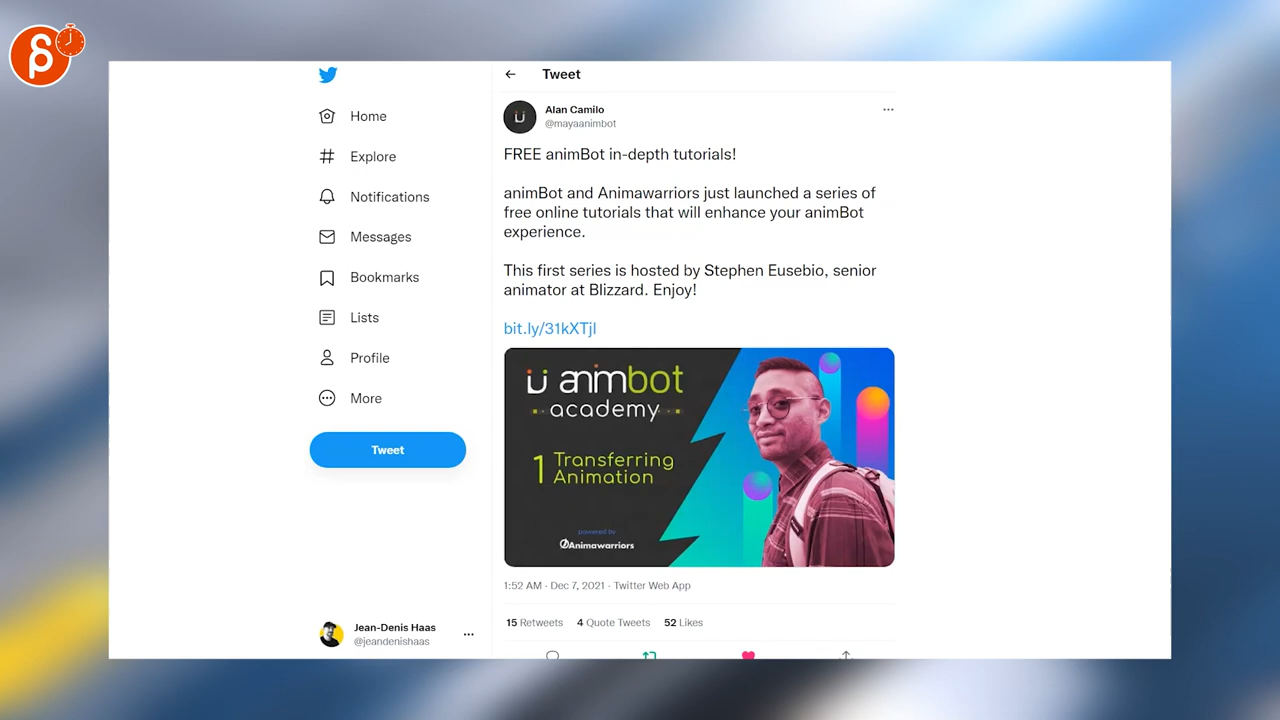 Tweet
Alan Camilo
@mayaanimbot
Home
Explore
Notifications
Messages
Bookmarks
Lists
Profile
More
Tweet
FREE animBot in-depth tutorials!
animBot and Animawarriors just launched a series of
free online tutorials that will enhance your animBot
experience.
This first series is hosted by Stephen Eusebio, senior
animator at Blizzard. Enjoy!
bit.ly/31kXTjI
animbot
academy
1 Transferring
Animation
powered by
Animawarriors
1:52 AM · Dec 7, 2021 · Twitter Web App
15 Retweets 4 Quote Tweets 52 Likes
Jean-Denis Haas
@jeandenishaas